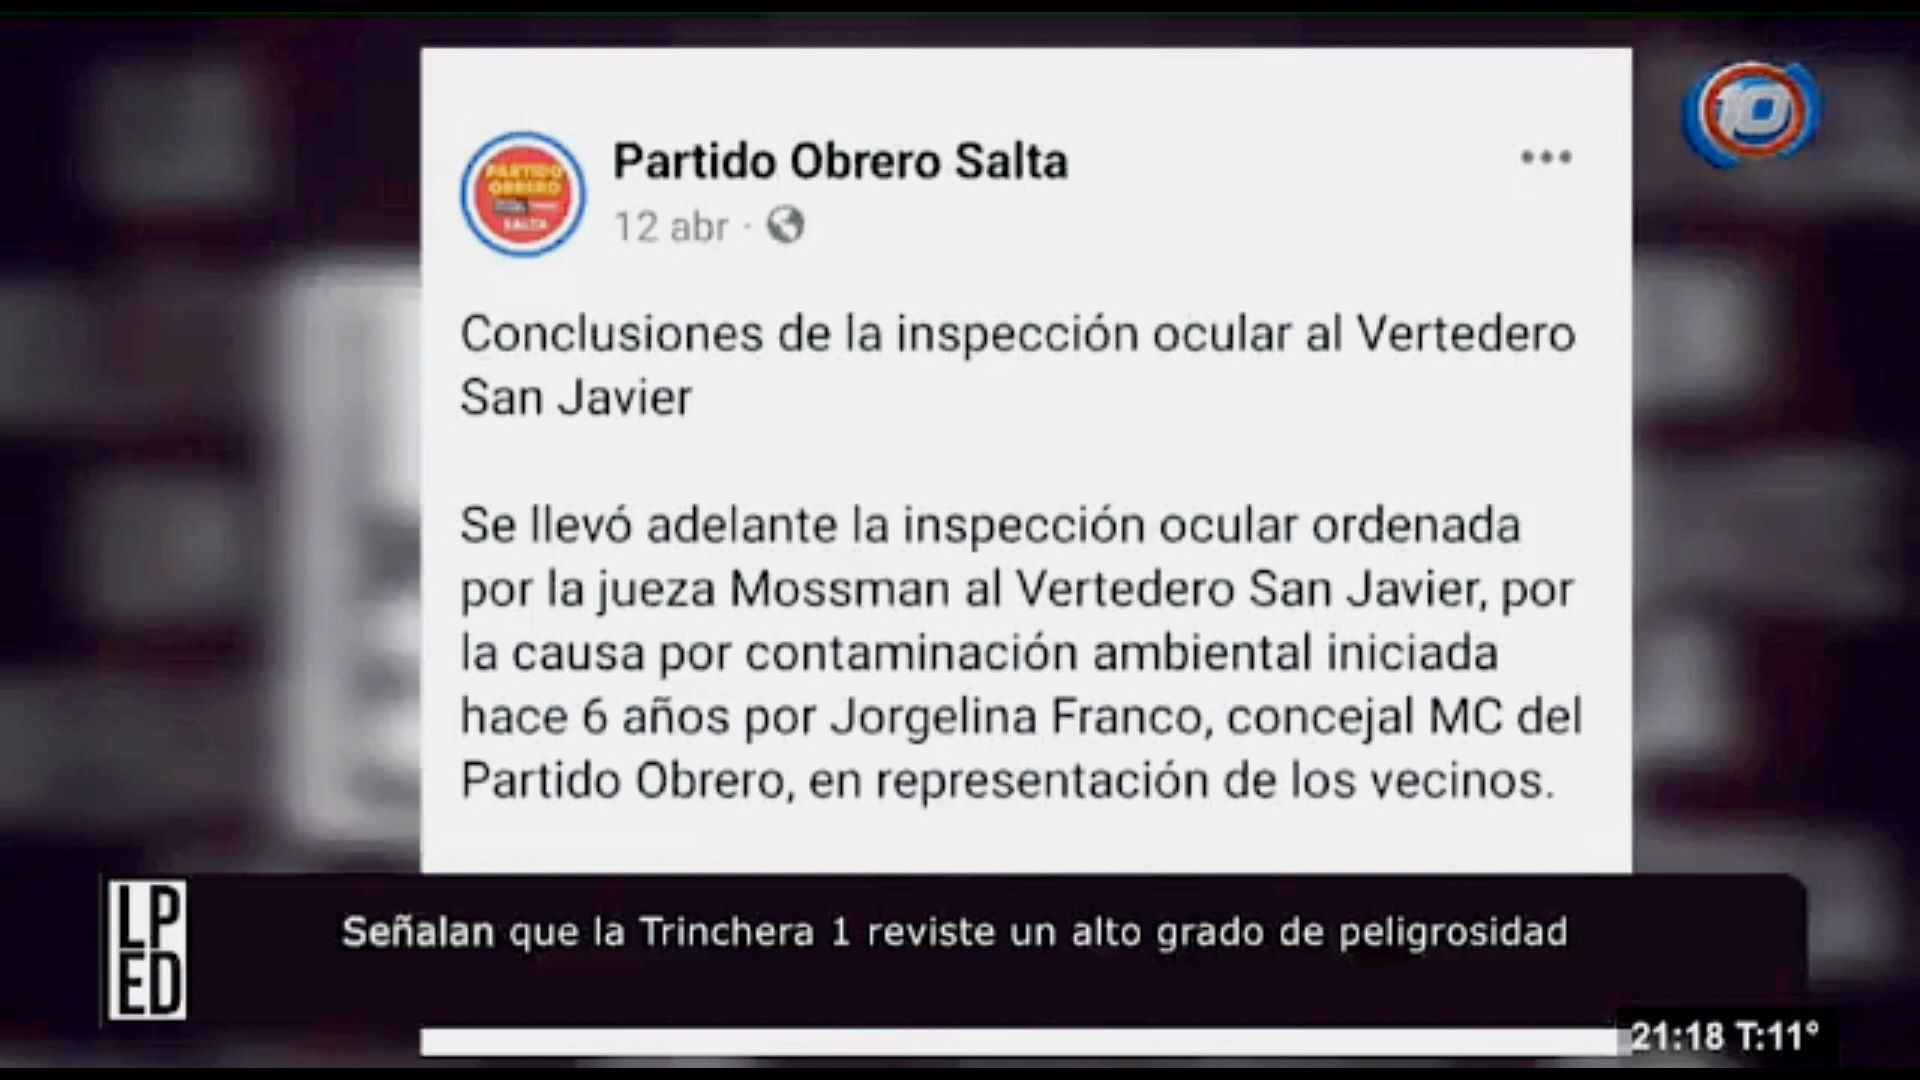 10
PARTIDO
OBRERO
SALTA
Partido Obrero Salta
12 abr ·
Conclusiones de la inspección ocular al Vertedero
San Javier
Se llevó adelante la inspección ocular ordenada
por la jueza Mossman al Vertedero San Javier, por
la causa por contaminación ambiental iniciada
hace 6 años por Jorgelina Franco, concejal MC del
Partido Obrero, en representación de los vecinos.
LP
ED
Señalan que la Trinchera 1 reviste un alto grado de peligrosidad
21:18 T:11°